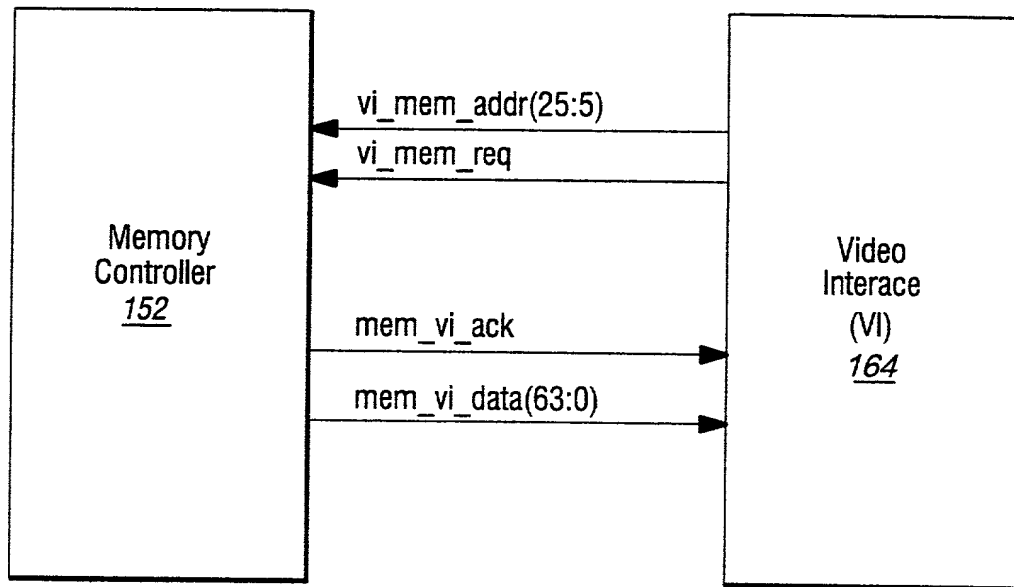 vi_mem_addr(25:5)
vi_mem_req
Memory
Controller
152
mem_vi_ack
mem_vi_data(63:0)
Video
Interace
(VI)
164